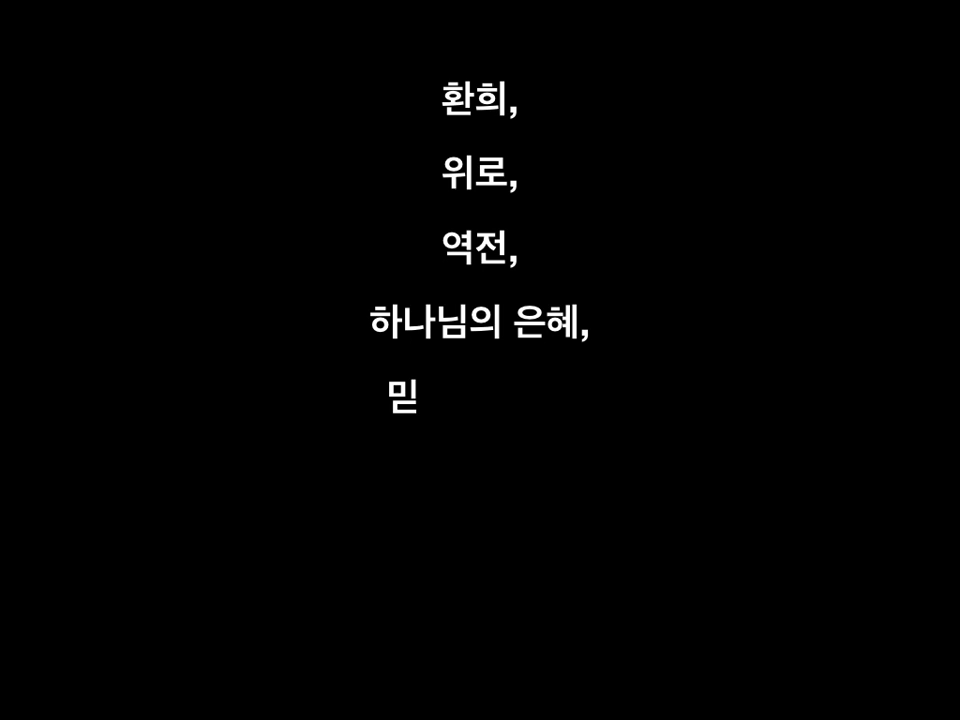 환희,
위로,
역전,
하나님의 은혜,
믿